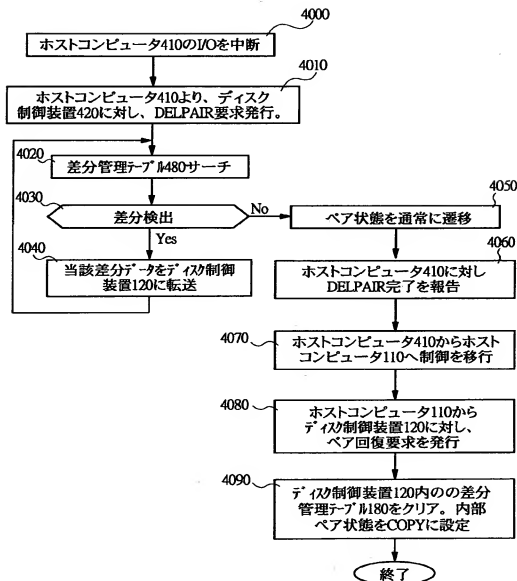 4000
ホストコンピュータ410のI/Oを中断
4010
ホストコンピュータ410より、ディスク
制御装置420に対し、DELPAIR要求発行。
4020
差分管理テーブル480サーチ
4030
差分検出
No
Yes
4040
当該差分データをディスク制御
装置120に転送
4050
ペア状態を通常に遷移
4060
ホストコンピュータ410に対し
DELPAIR完了を報告
4070
ホストコンピュータ410からホスト
コンピュータ110へ制御を移行
4080
ホストコンピュータ110から
ディスク制御装置120に対し、
ペア回復要求を発行
4090
ディスク制御装置120内のの差分
管理テーブル180をクリア。内部
ペア状態をCOPYに設定
終了